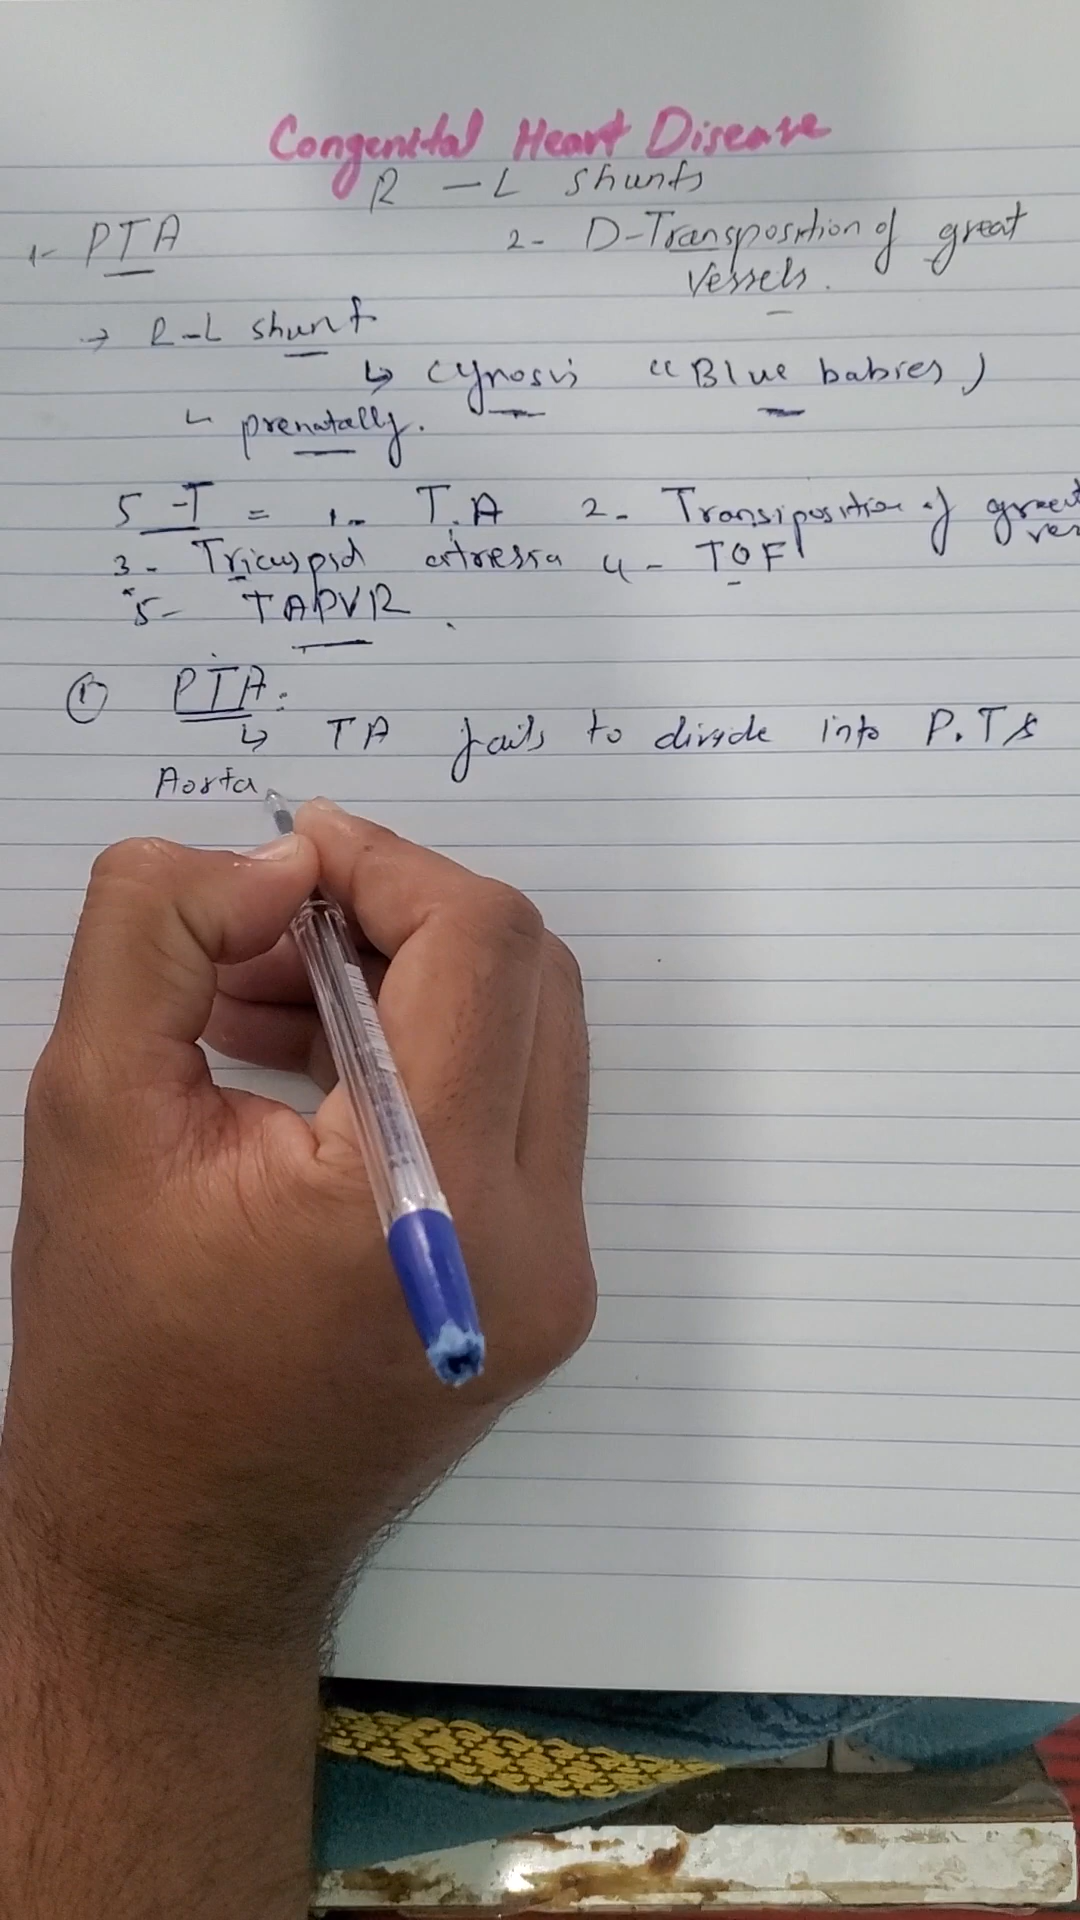 Congenital Heart Disease
R - L shunts
1- PTA 2- D-Transposition of great
Vessels.
→ R-L shunt
↳ Cynosis "Blue babies)
↳ prenatally.
5-T = 1- T.A 2- Transiposition of great
3- Tricuspid 4- TOF
5- TAPVR
① PTA:
↳ TA fails to divide into P.T &
Aorta